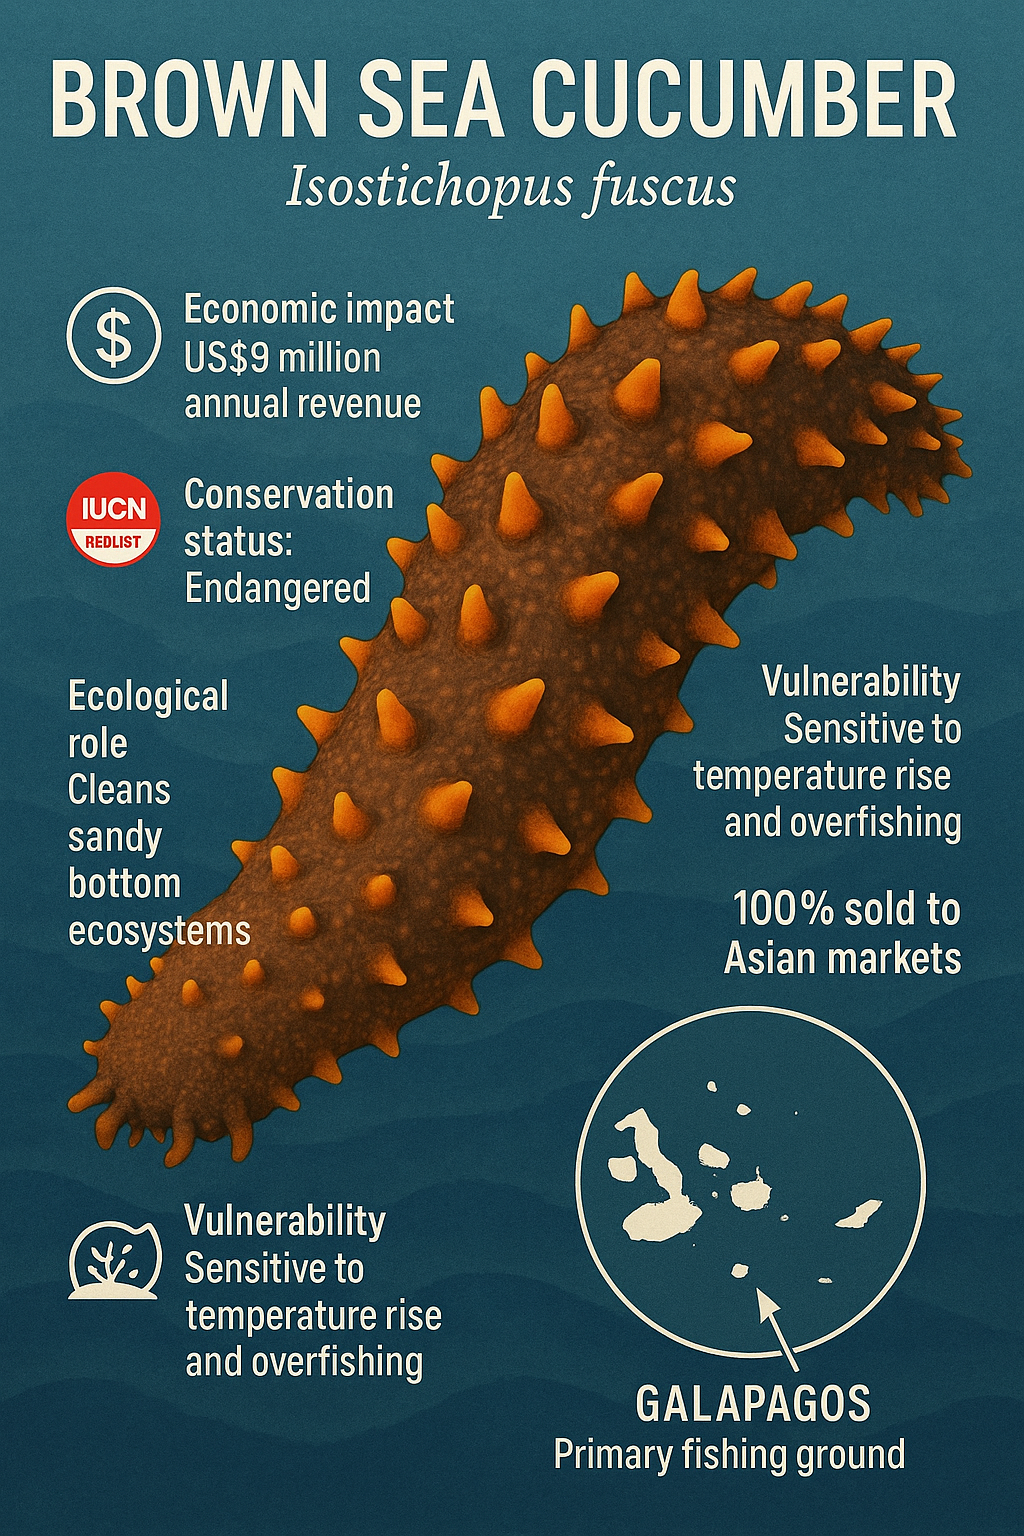 BROWN SEA CUCUMBER
Isostichopus fuscus
$
Economic impact
US$9 million
annual revenue
IUCN
REDLIST
Conservation
status:
Endangered
Ecological
role
Cleans
sandy
bottom
ecosystems
Vulnerability
Sensitive to
temperature rise
and overfishing
100% sold to
Asian markets
Vulnerability
Sensitive to
temperature rise
and overfishing
GALAPAGOS
Primary fishing ground